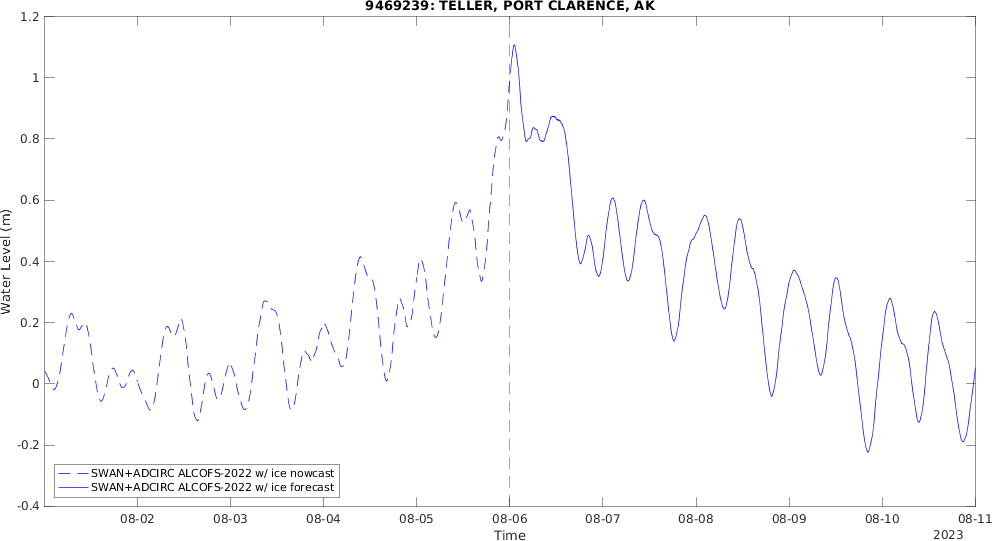 9469239: TELLER, PORT CLARENCE, AK
1.2
1
0.8
0.6
0.4
0.2
0
-0.2
-0.4
Water Level (m)
SWAN+ADCIRC ALCOFS-2022 w/ ice nowcast
SWAN+ADCIRC ALCOFS-2022 w/ ice forecast
08-02 08-03 08-04 08-05 08-06 08-07 08-08 08-09 08-10 08-11
Time
2023